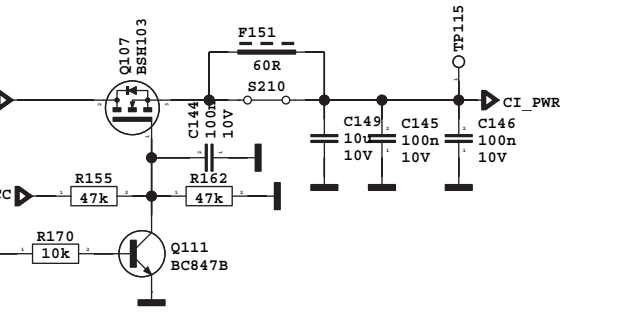 TP115
Q107
BSH103
F151
60R
S210
CI_PWR
C144
100n
10V
C149
10u
10V
C145
100n
10V
C146
100n
10V
R155
47k
R162
47k
R170
10k
Q111
BC847B